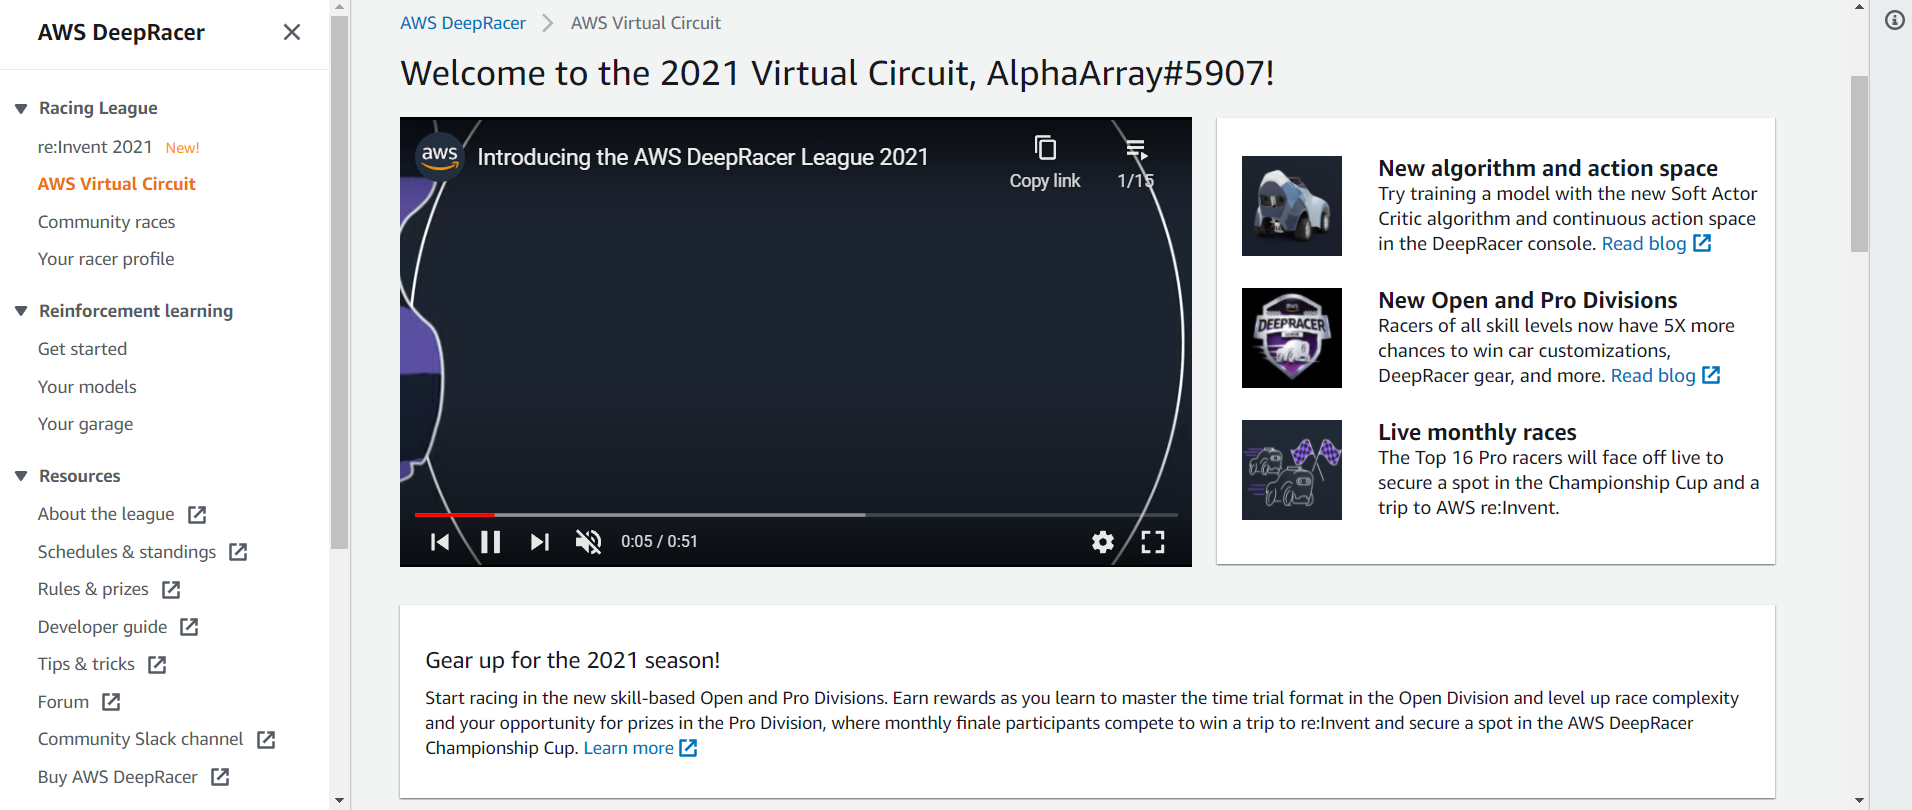 AWS DeepRacer
Racing League
re:Invent 2021 New!
AWS Virtual Circuit
Community races
Your racer profile
Reinforcement learning
Get started
Your models
Your garage
Resources
About the league
Schedules & standings
Rules & prizes
Developer guide
Tips & tricks
Forum
Community Slack channel
Buy AWS DeepRacer
AWS DeepRacer AWS Virtual Circuit
Welcome to the 2021 Virtual Circuit, AlphaArray#5907!
aws
Introducing the AWS DeepRacer League 2021
Copy link
1/15
0:05 / 0:51
New algorithm and action space
Try training a model with the new Soft Actor
Critic algorithm and continuous action space
in the DeepRacer console. Read blog
aws
DEEPRACER
LEAGUE
New Open and Pro Divisions
Racers of all skill levels now have 5X more
chances to win car customizations,
DeepRacer gear, and more. Read blog
Live monthly races
The Top 16 Pro racers will face off live to
secure a spot in the Championship Cup and a
trip to AWS re:Invent.
Gear up for the 2021 season!
Start racing in the new skill-based Open and Pro Divisions. Earn rewards as you learn to master the time trial format in the Open Division and level up race complexity
and your opportunity for prizes in the Pro Division, where monthly finale participants compete to win a trip to re:Invent and secure a spot in the AWS DeepRacer
Championship Cup. Learn more